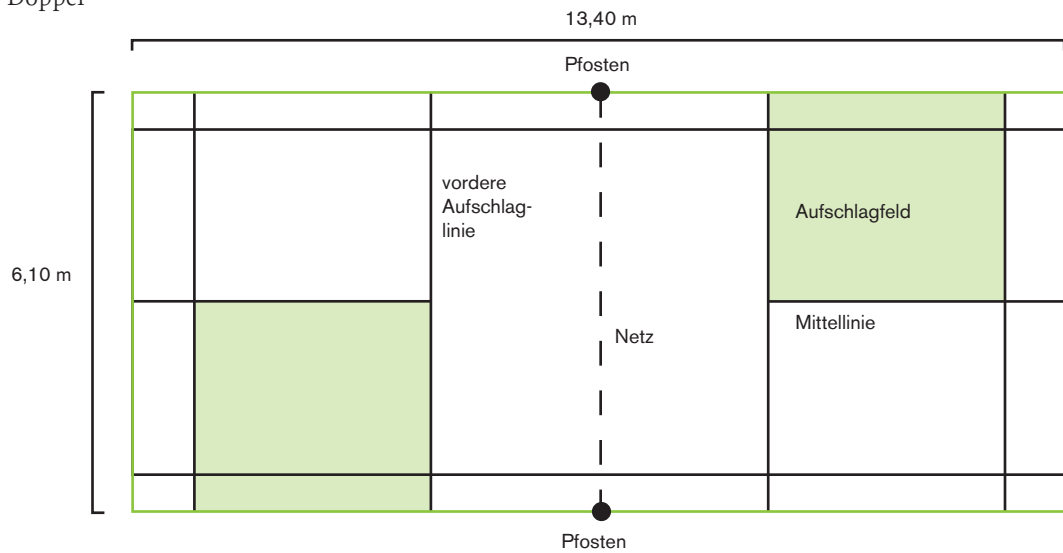 Doppel
13,40 m
Pfosten
vordere
Aufschlag-
linie
Aufschlagfeld
6,10 m
Mittellinie
Netz
Pfosten